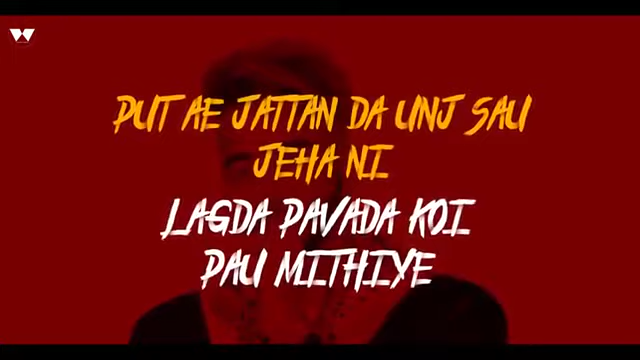 PUT AE JATTAN DA UNJ SAU
JEHA NI
LAGDA PAVADA KOI
PAU MITHIYE